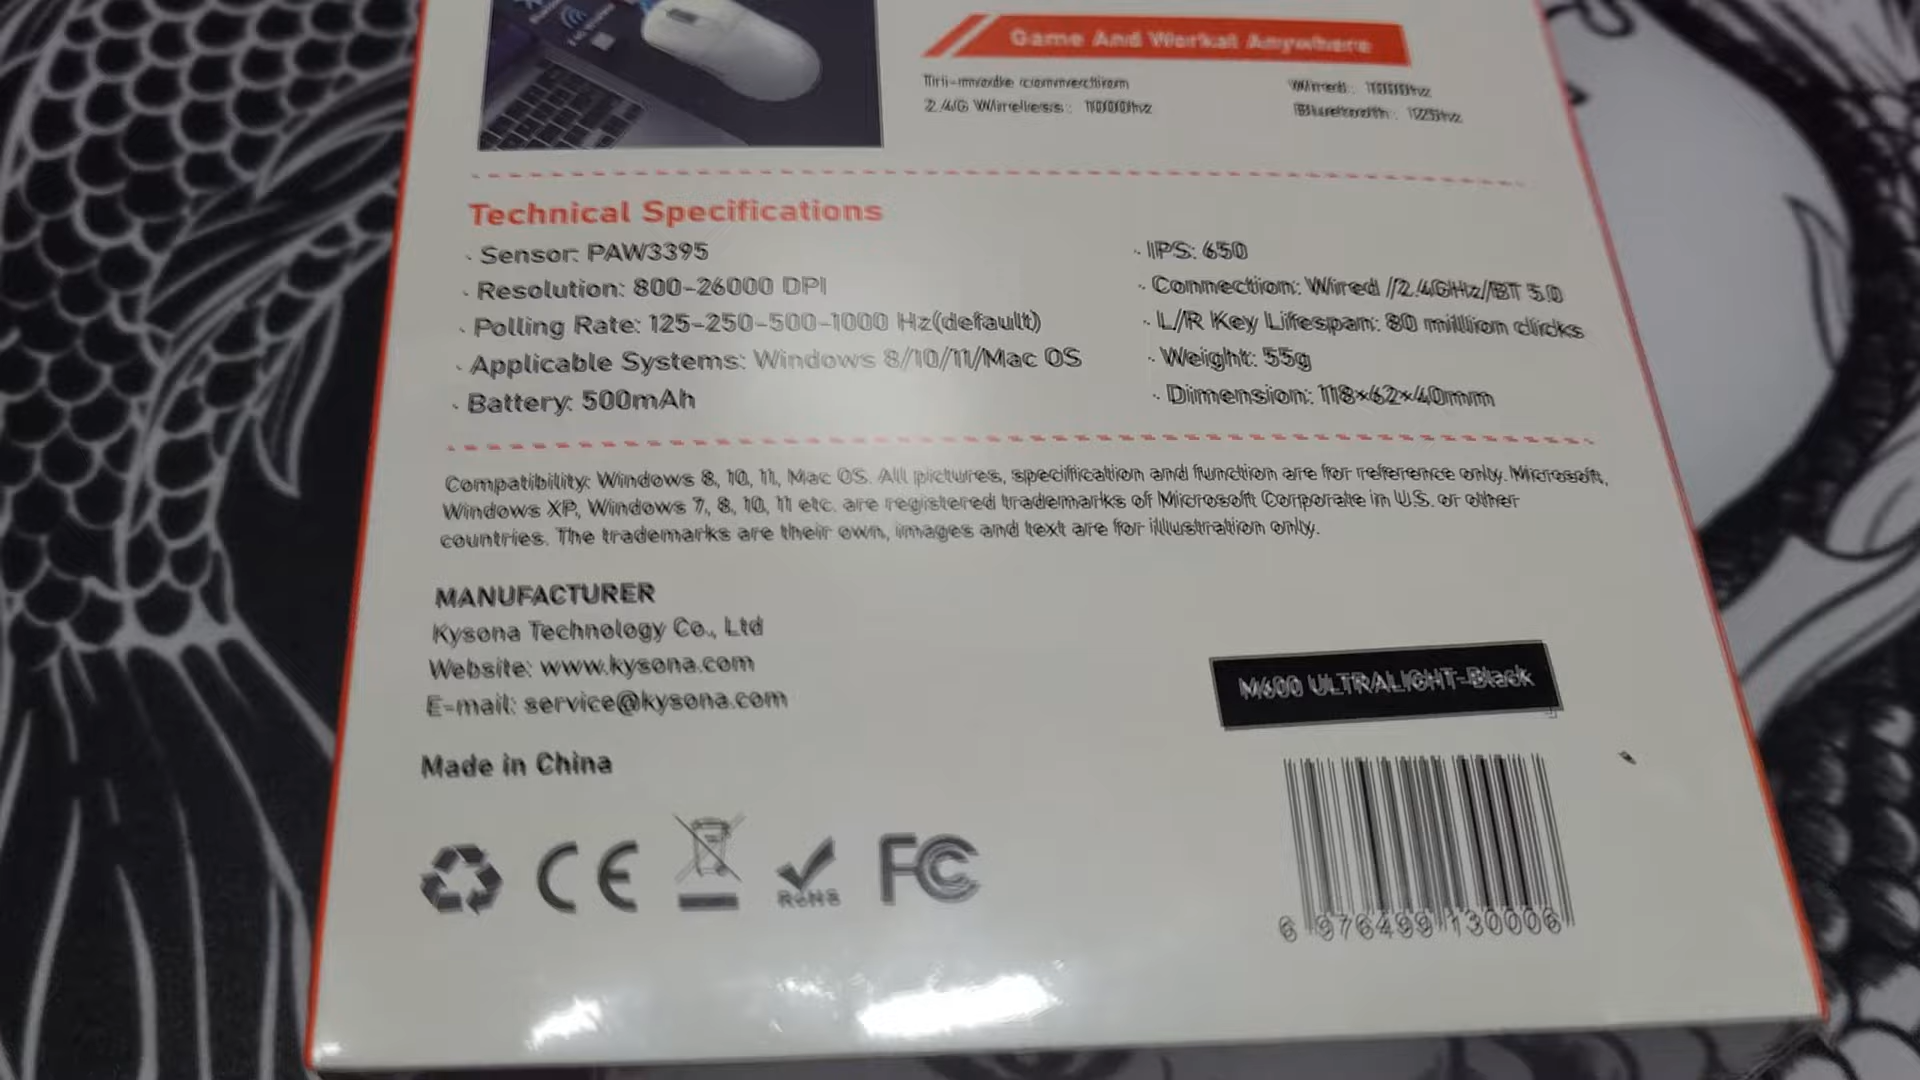 Game And Workat Anywhere
Tri-mode connection
2.4G Wireless: 1000hz
Wired: 1000hz
Bluetooth: 125hz
Technical Specifications
· Sensor: PAW3395
· Resolution: 800-26000 DPI
· Polling Rate: 125-250-500-1000 Hz(default)
· Applicable Systems: Windows 8/10/11/Mac OS
· Battery: 500mAh
· IPS: 650
· Connection: Wired /2.4GHz/BT 5.0
· L/R Key Lifespan: 80 million clicks
· Weight: 55g
· Dimension: 118×62×40mm
Compatibility: Windows 8, 10, 11, Mac OS. All pictures, specification and function are for reference only. Microsoft,
Windows XP, Windows 7, 8, 10, 11 etc. are registered trademarks of Microsoft Corporate in U.S. or other
countries. The trademarks are their own, images and text are for illustration only.
MANUFACTURER
Kysona Technology Co., Ltd
Website: www.kysona.com
E-mail: service@kysona.com
Made in China
M600 ULTRALIGHT-Black
CE
RoHS
FC
6 976499 130006